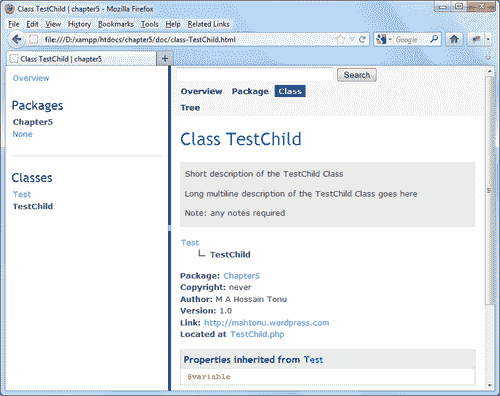 Class TestChild | chapter5 - Mozilla Firefox
File Edit View History Bookmarks Tools Help Related Links
file:///D:/xampp/htdocs/chapter5/doc/class-TestChild.html
Google
Class TestChild | chapter5
Overview
Packages
Chapter5
None
Classes
Test
TestChild
Search
Overview Package Class
Tree
Class TestChild
Short description of the TestChild Class
Long multiline description of the TestChild Class goes here
Note: any notes required
Test
TestChild
Package: Chapter5
Copyright: never
Author: M A Hossain Tonu
Version: 1.0
Link: http://mahtonu.wordpress.com
Located at TestChild.php
Properties inherited from Test
$variable